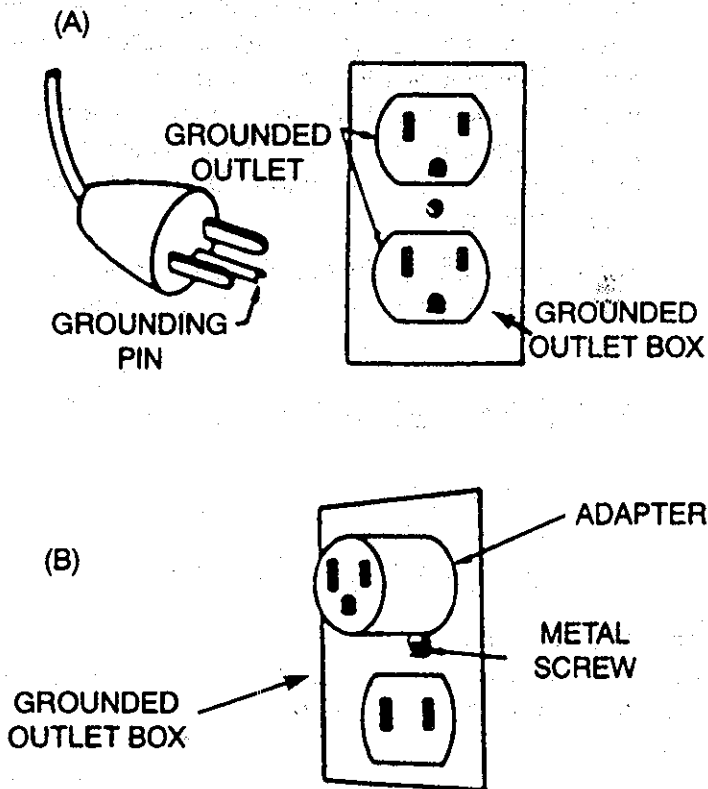 (A)
GROUNDED
OUTLET
GROUNDING
PIN
GROUNDED
OUTLET BOX
(B)
ADAPTER
METAL
SCREW
GROUNDED
OUTLET BOX